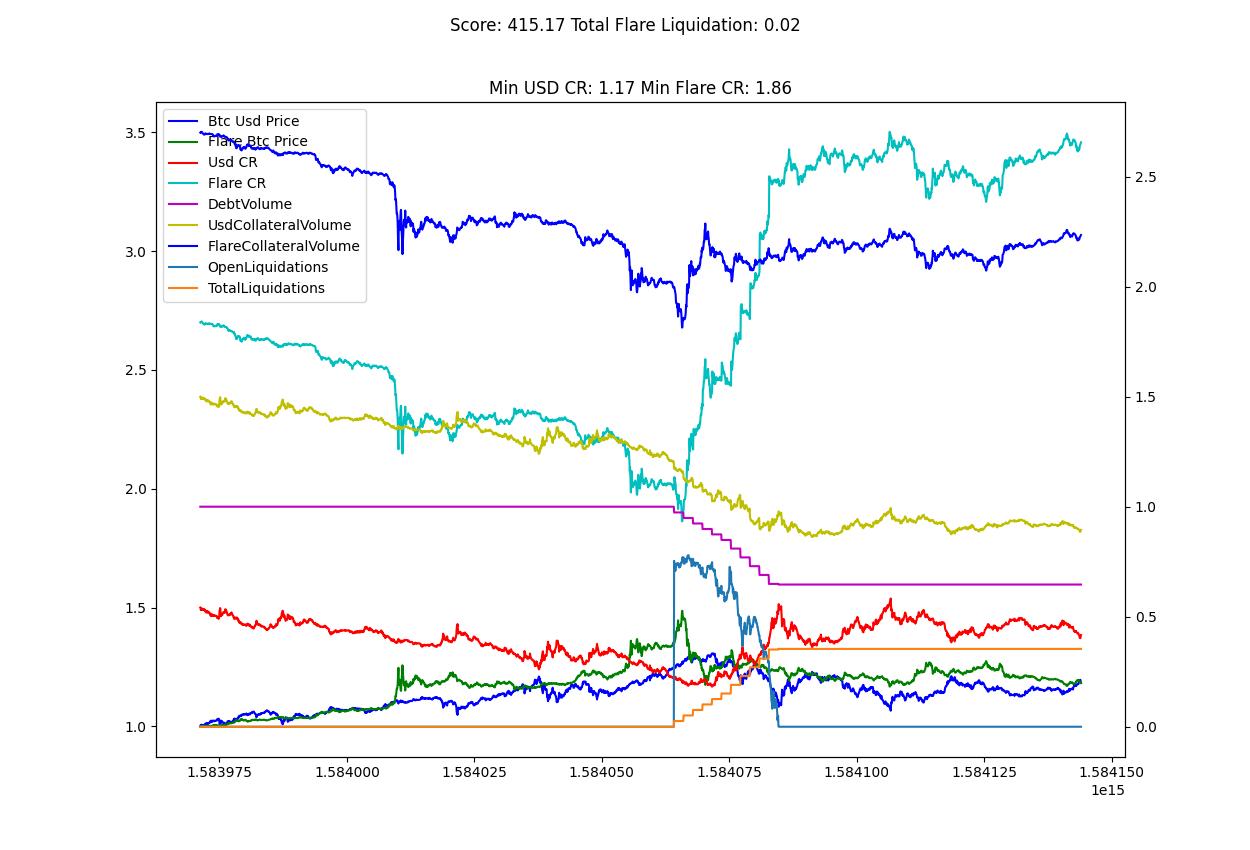 Score: 415.17 Total Flare Liquidation: 0.02
Min USD CR: 1.17 Min Flare CR: 1.86
Btc Usd Price
Flare Btc Price
Usd CR
Flare CR
DebtVolume
UsdCollateralVolume
FlareCollateralVolume
OpenLiquidations
TotalLiquidations
3.5
3.0
2.5
2.0
1.5
1.0
2.5
2.0
1.5
1.0
0.5
0.0
1.583975 1.584000 1.584025 1.584050 1.584075 1.584100 1.584125 1.584150
1e15